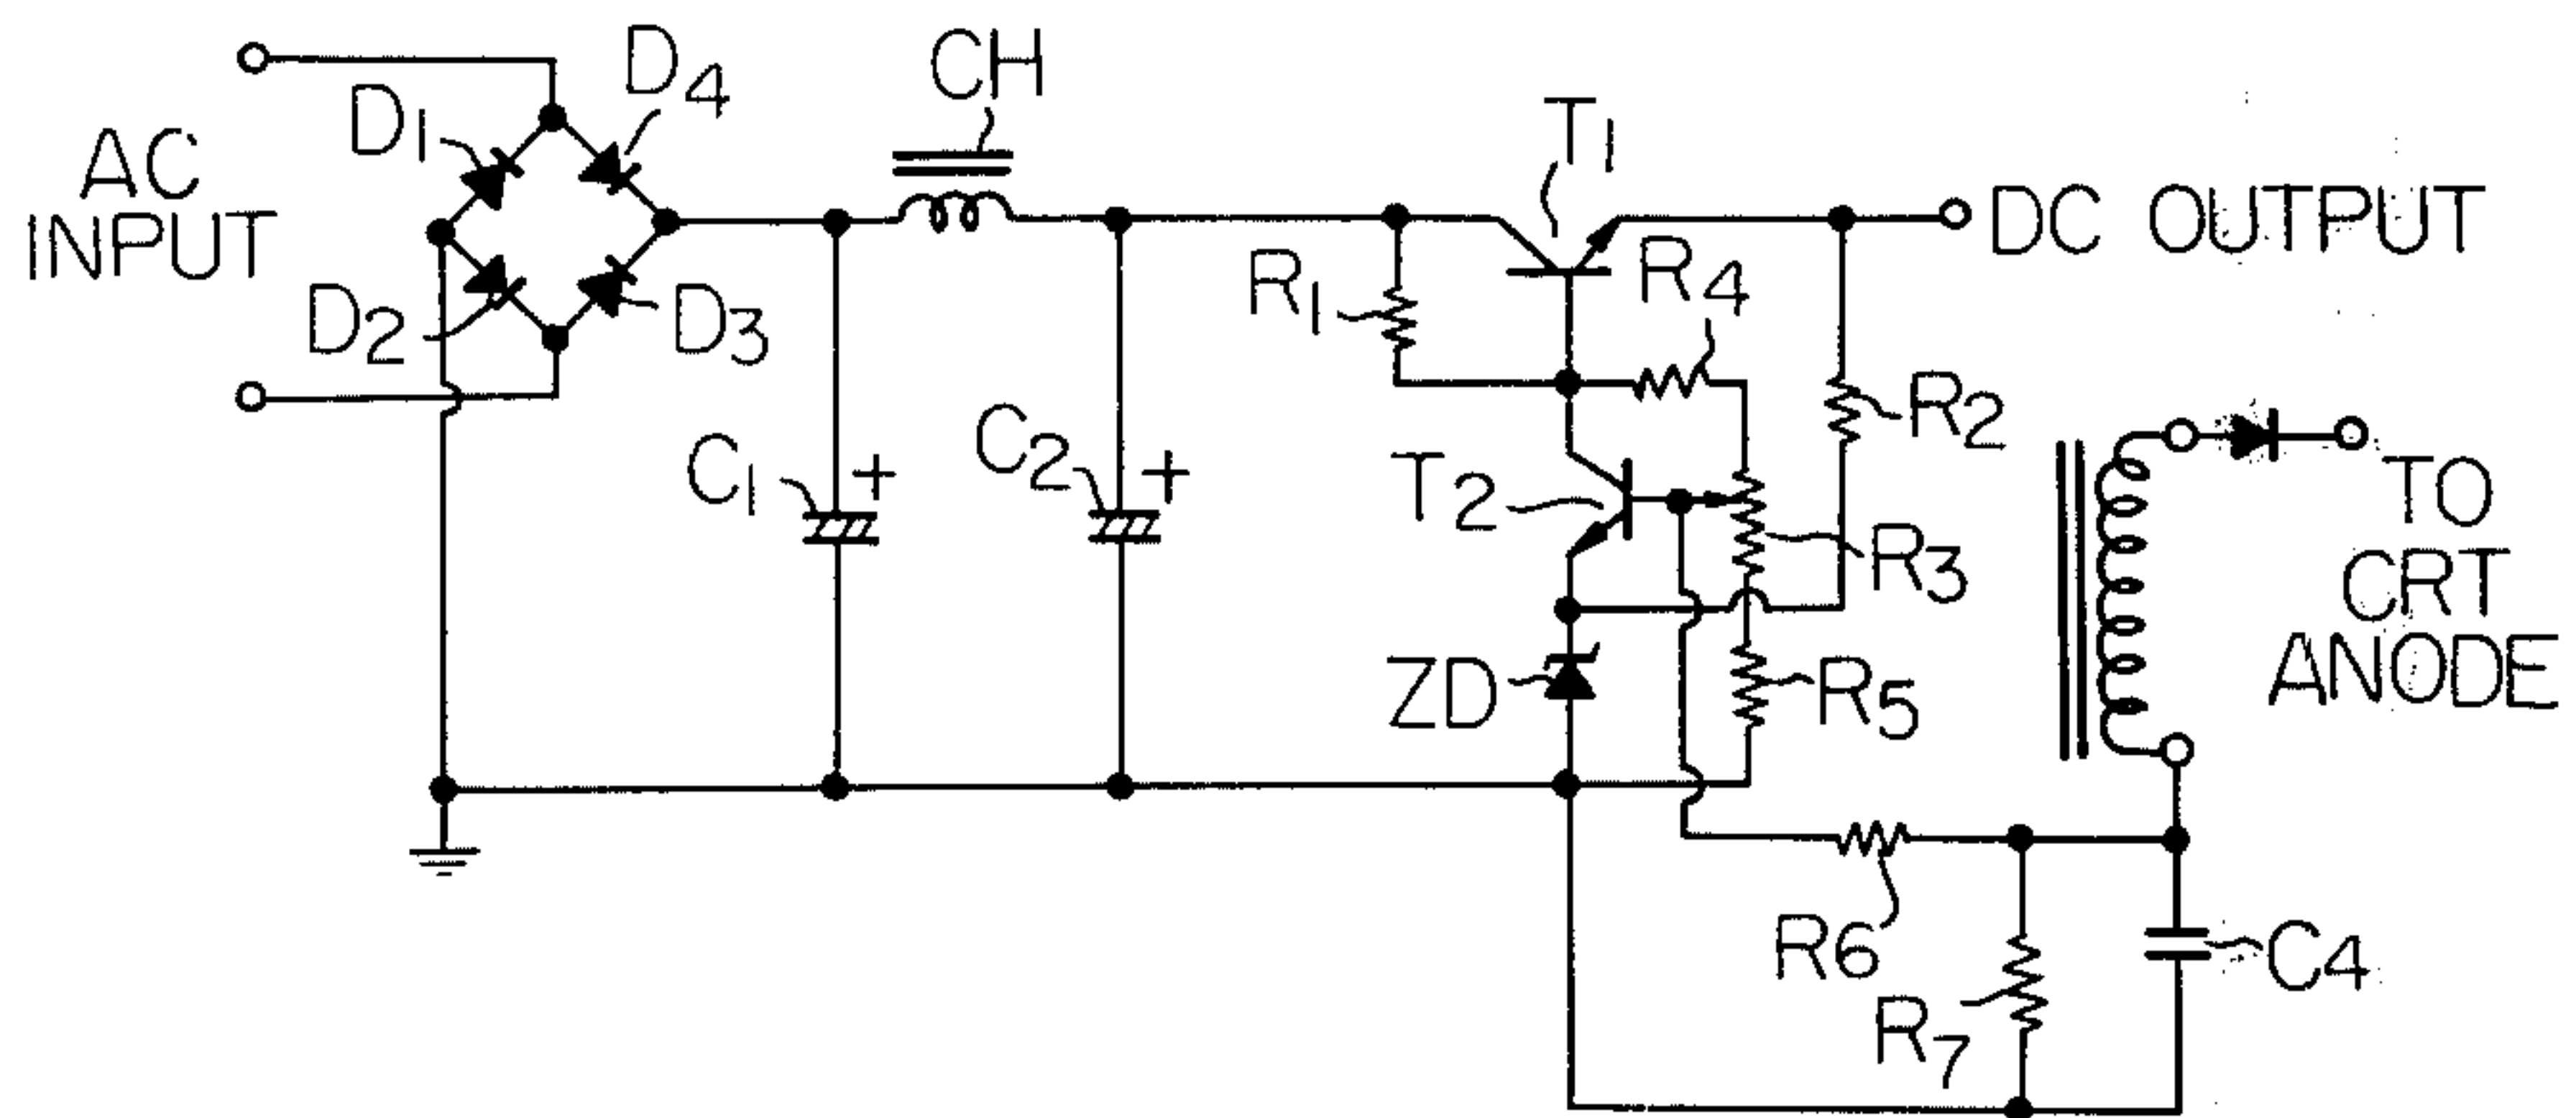 AC
INPUT
D1
D4
D2
D3
CH
C1
+
C2
+
T1
R1
R4
DC OUTPUT
R2
T2
R3
ZD
R5
TO
CRT
ANODE
R6
R7
C4